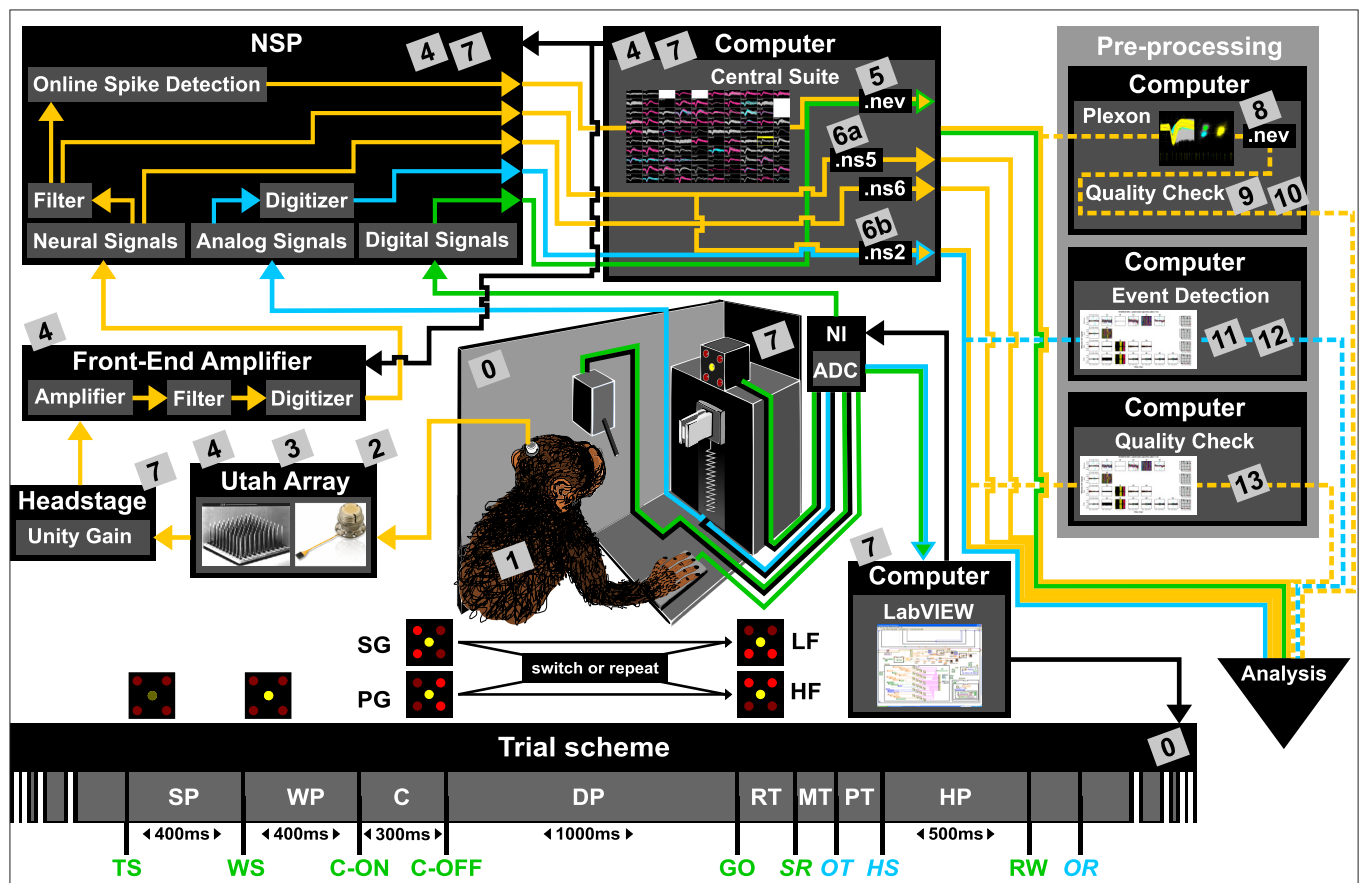 NSP
4 7
Online Spike Detection
Filter
Digitizer
Neural Signals
Analog Signals
Digital Signals
Computer
4 7
Central Suite
5
.nev
6a
.ns5
.ns6
6b
.ns2
Pre-processing
Computer
Plexon
8
.nev
Quality Check
9 10
Computer
Event Detection
11 12
Computer
Quality Check
13
4
Front-End Amplifier
Amplifier
Filter
Digitizer
7
Headstage
Unity Gain
4 3 2
Utah Array
0
1
7
NI
ADC
7
Computer
LabVIEW
Analysis
SG
LF
switch or repeat
PG
HF
Trial scheme
0
SP WP C DP RT MT PT HP
400ms 400ms 300ms 1000ms 500ms
TS WS C-ON C-OFF GO SR OT HS RW OR